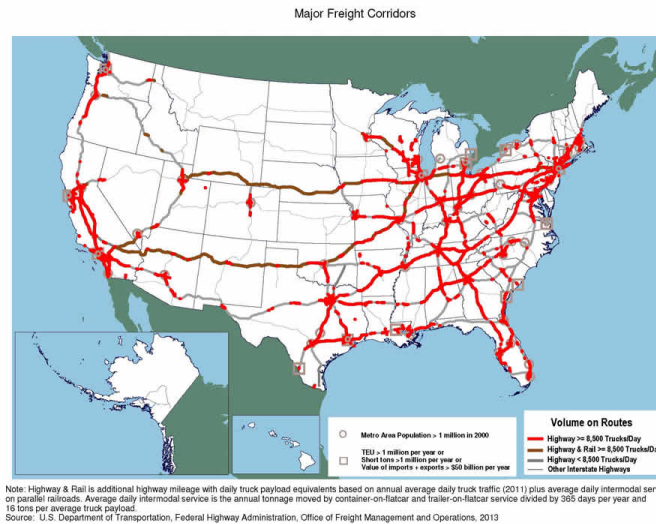 Major Freight Corridors
Metro Area Population > 1 million in 2000
TEU > 1 million per year or
Short tons >1 million per year or
Value of imports + exports > $50 billion per year
Volume on Routes
Highway >= 8,500 Trucks/Day
Highway & Rail >= 8,500 Trucks/Day
Highway < 8,500 Trucks/Day
Other Interstate Highways
Note: Highway & Rail is additional highway mileage with daily truck payload equivalents based on annual average daily truck traffic (2011) plus average daily intermodal
on parallel railroads. Average daily intermodal service is the annual tonnage moved by container-on-flatcar and trailer-on-flatcar service divided by 365 days per year and
16 tons per average truck payload.
Source: U.S. Department of Transportation, Federal Highway Administration, Office of Freight Management and Operations, 2013